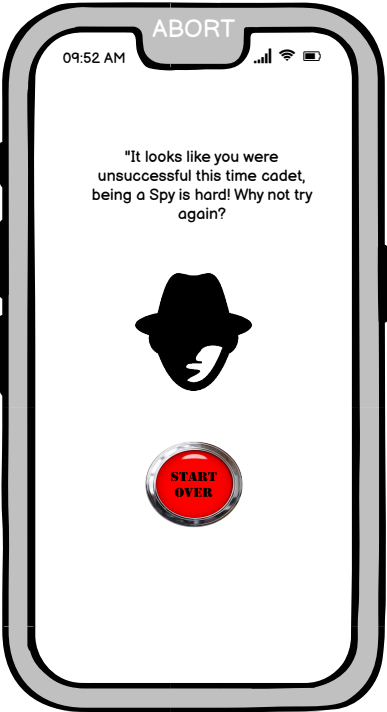 ABORT
09:52 AM
"It looks like you were
unsuccessful this time cadet,
being a Spy is hard! Why not try
again?
START
OVER